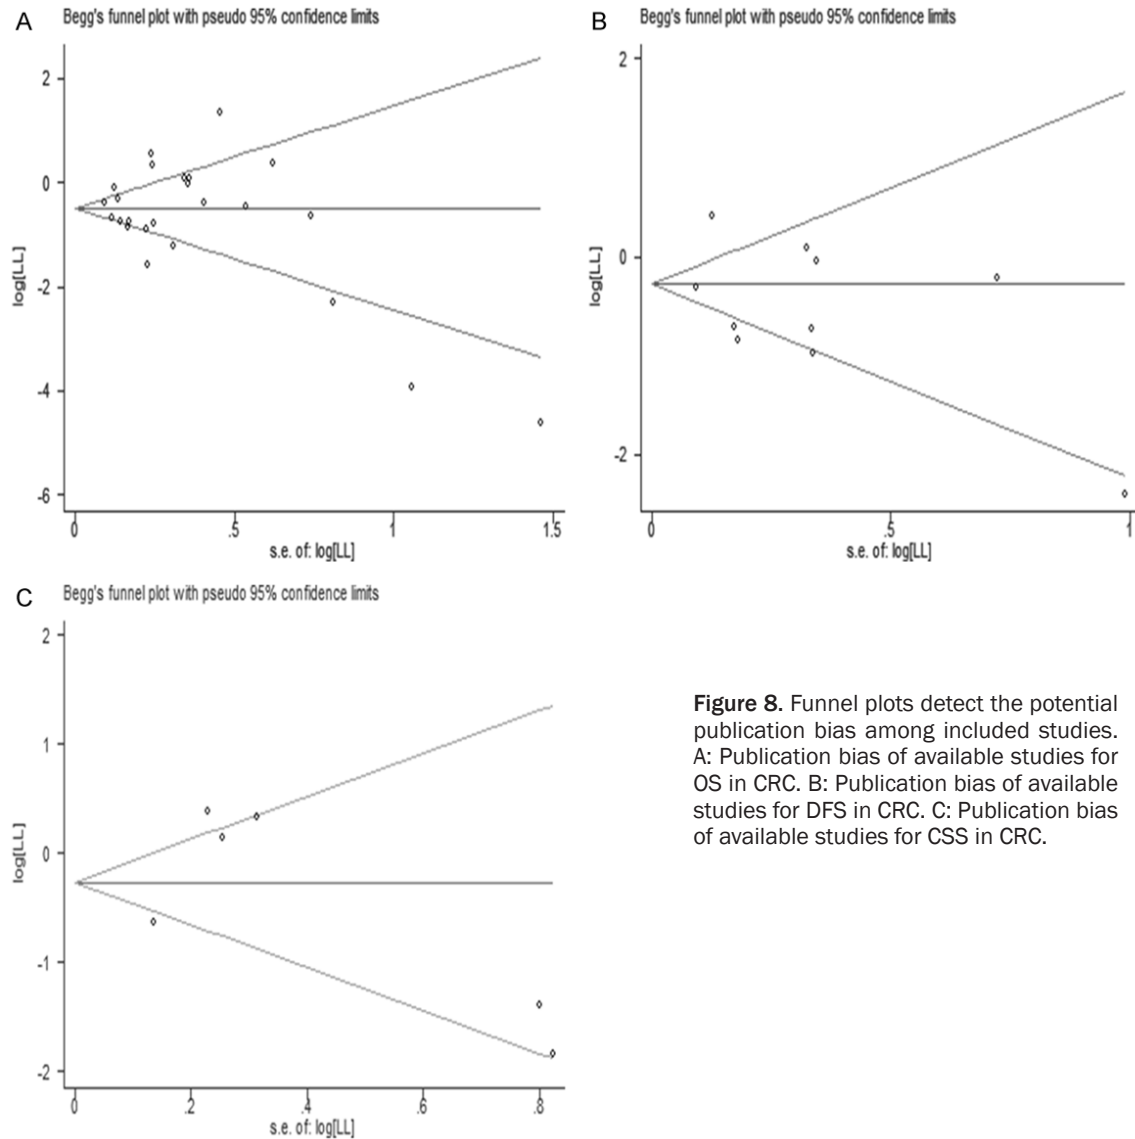 A
Begg's funnel plot with pseudo 95% confidence limits
2
0
-2
-4
-6
log[LL]
0
.5
1
1.5
s.e. of: log[LL]
B
Begg's funnel plot with pseudo 95% confidence limits
2
0
-2
log[LL]
0
.5
1
s.e. of: log[LL]
C
Begg's funnel plot with pseudo 95% confidence limits
2
1
0
-1
-2
log[LL]
0
.2
.4
.6
.8
s.e. of: log[LL]
Figure 8. Funnel plots detect the potential
publication bias among included studies.
A: Publication bias of available studies for
OS in CRC. B: Publication bias of available
studies for DFS in CRC. C: Publication bias
of available studies for CSS in CRC.